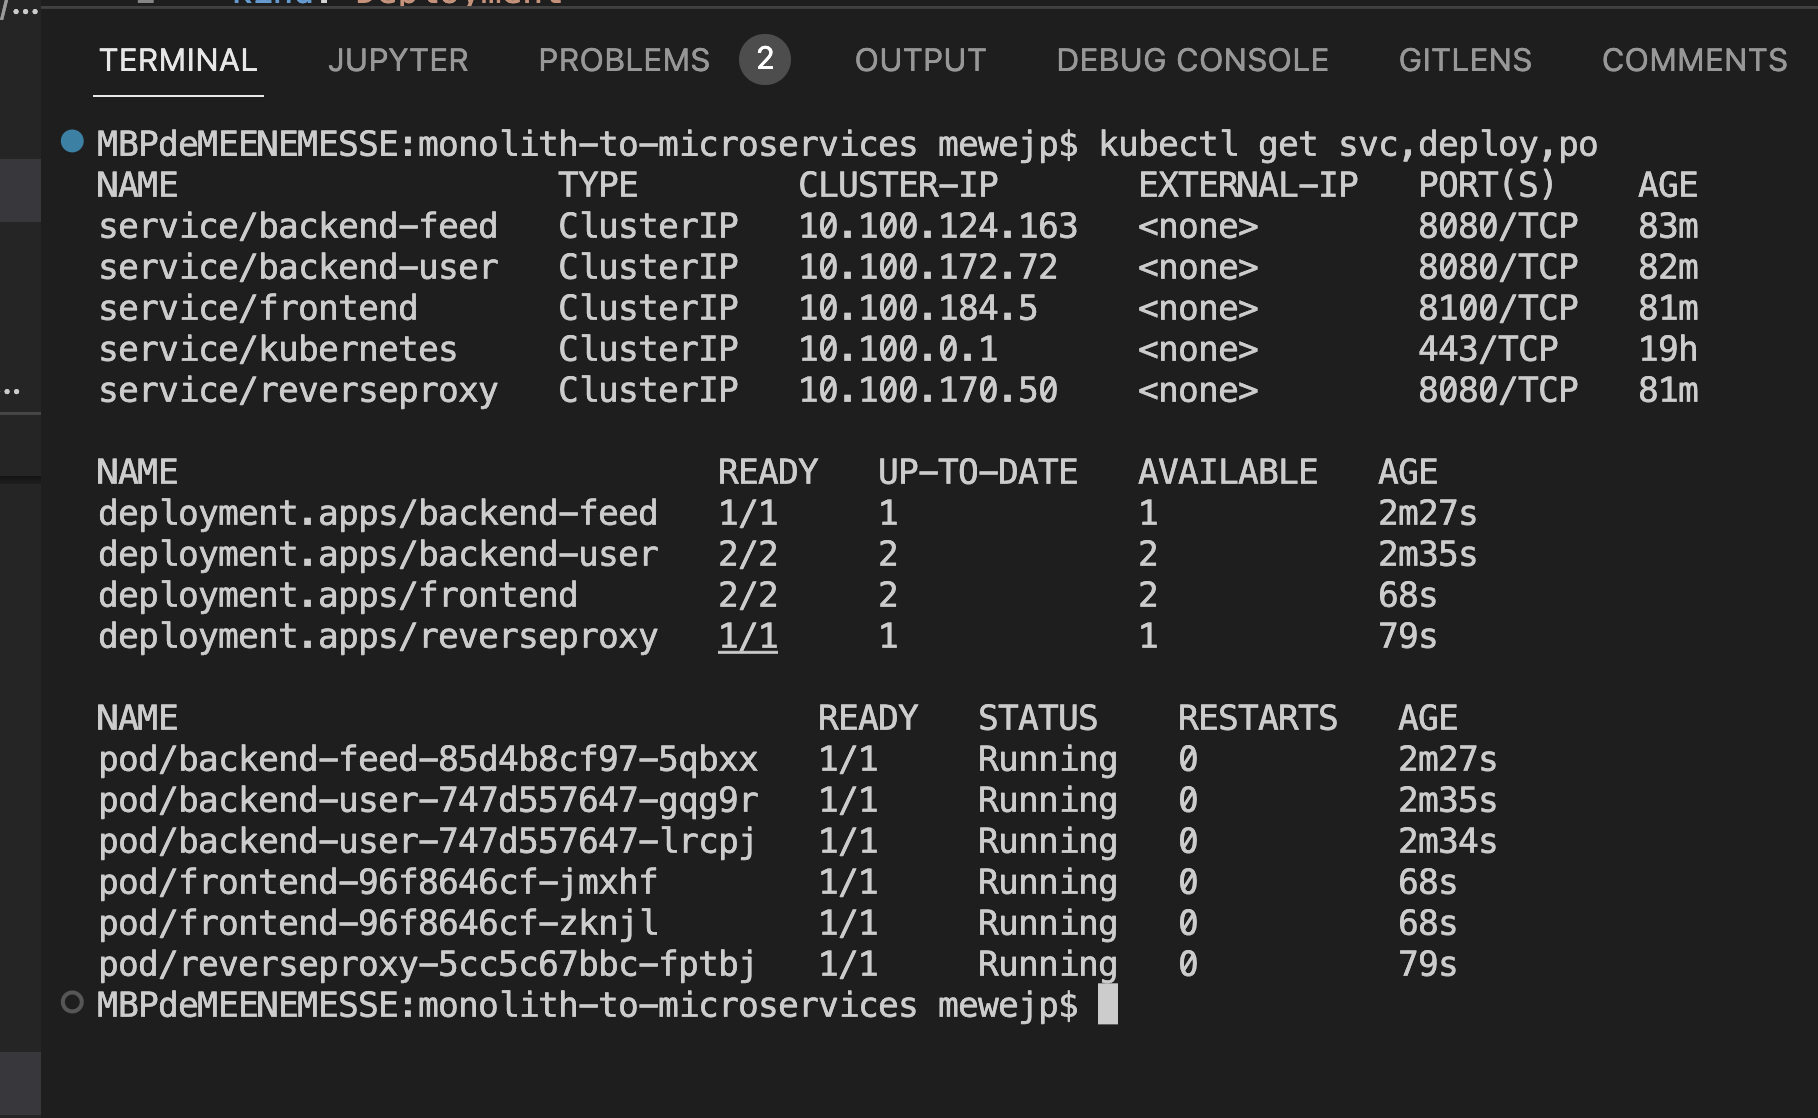 kind: Deployment
TERMINAL JUPYTER PROBLEMS 2 OUTPUT DEBUG CONSOLE GITLENS COMMENTS
MBPdeMEENEMESSE:monolith-to-microservices mewejp$ kubectl get svc,deploy,po
NAME TYPE CLUSTER-IP EXTERNAL-IP PORT(S) AGE
service/backend-feed ClusterIP 10.100.124.163 <none> 8080/TCP 83m
service/backend-user ClusterIP 10.100.172.72 <none> 8080/TCP 82m
service/frontend ClusterIP 10.100.184.5 <none> 8100/TCP 81m
service/kubernetes ClusterIP 10.100.0.1 <none> 443/TCP 19h
service/reverseproxy ClusterIP 10.100.170.50 <none> 8080/TCP 81m
NAME READY UP-TO-DATE AVAILABLE AGE
deployment.apps/backend-feed 1/1 1 1 2m27s
deployment.apps/backend-user 2/2 2 2 2m35s
deployment.apps/frontend 2/2 2 2 68s
deployment.apps/reverseproxy 1/1 1 1 79s
NAME READY STATUS RESTARTS AGE
pod/backend-feed-85d4b8cf97-5qbxx 1/1 Running 0 2m27s
pod/backend-user-747d557647-gqg9r 1/1 Running 0 2m35s
pod/backend-user-747d557647-lrcpj 1/1 Running 0 2m34s
pod/frontend-96f8646cf-jmxhf 1/1 Running 0 68s
pod/frontend-96f8646cf-zknjl 1/1 Running 0 68s
pod/reverseproxy-5cc5c67bbc-fptbj 1/1 Running 0 79s
MBPdeMEENEMESSE:monolith-to-microservices mewejp$